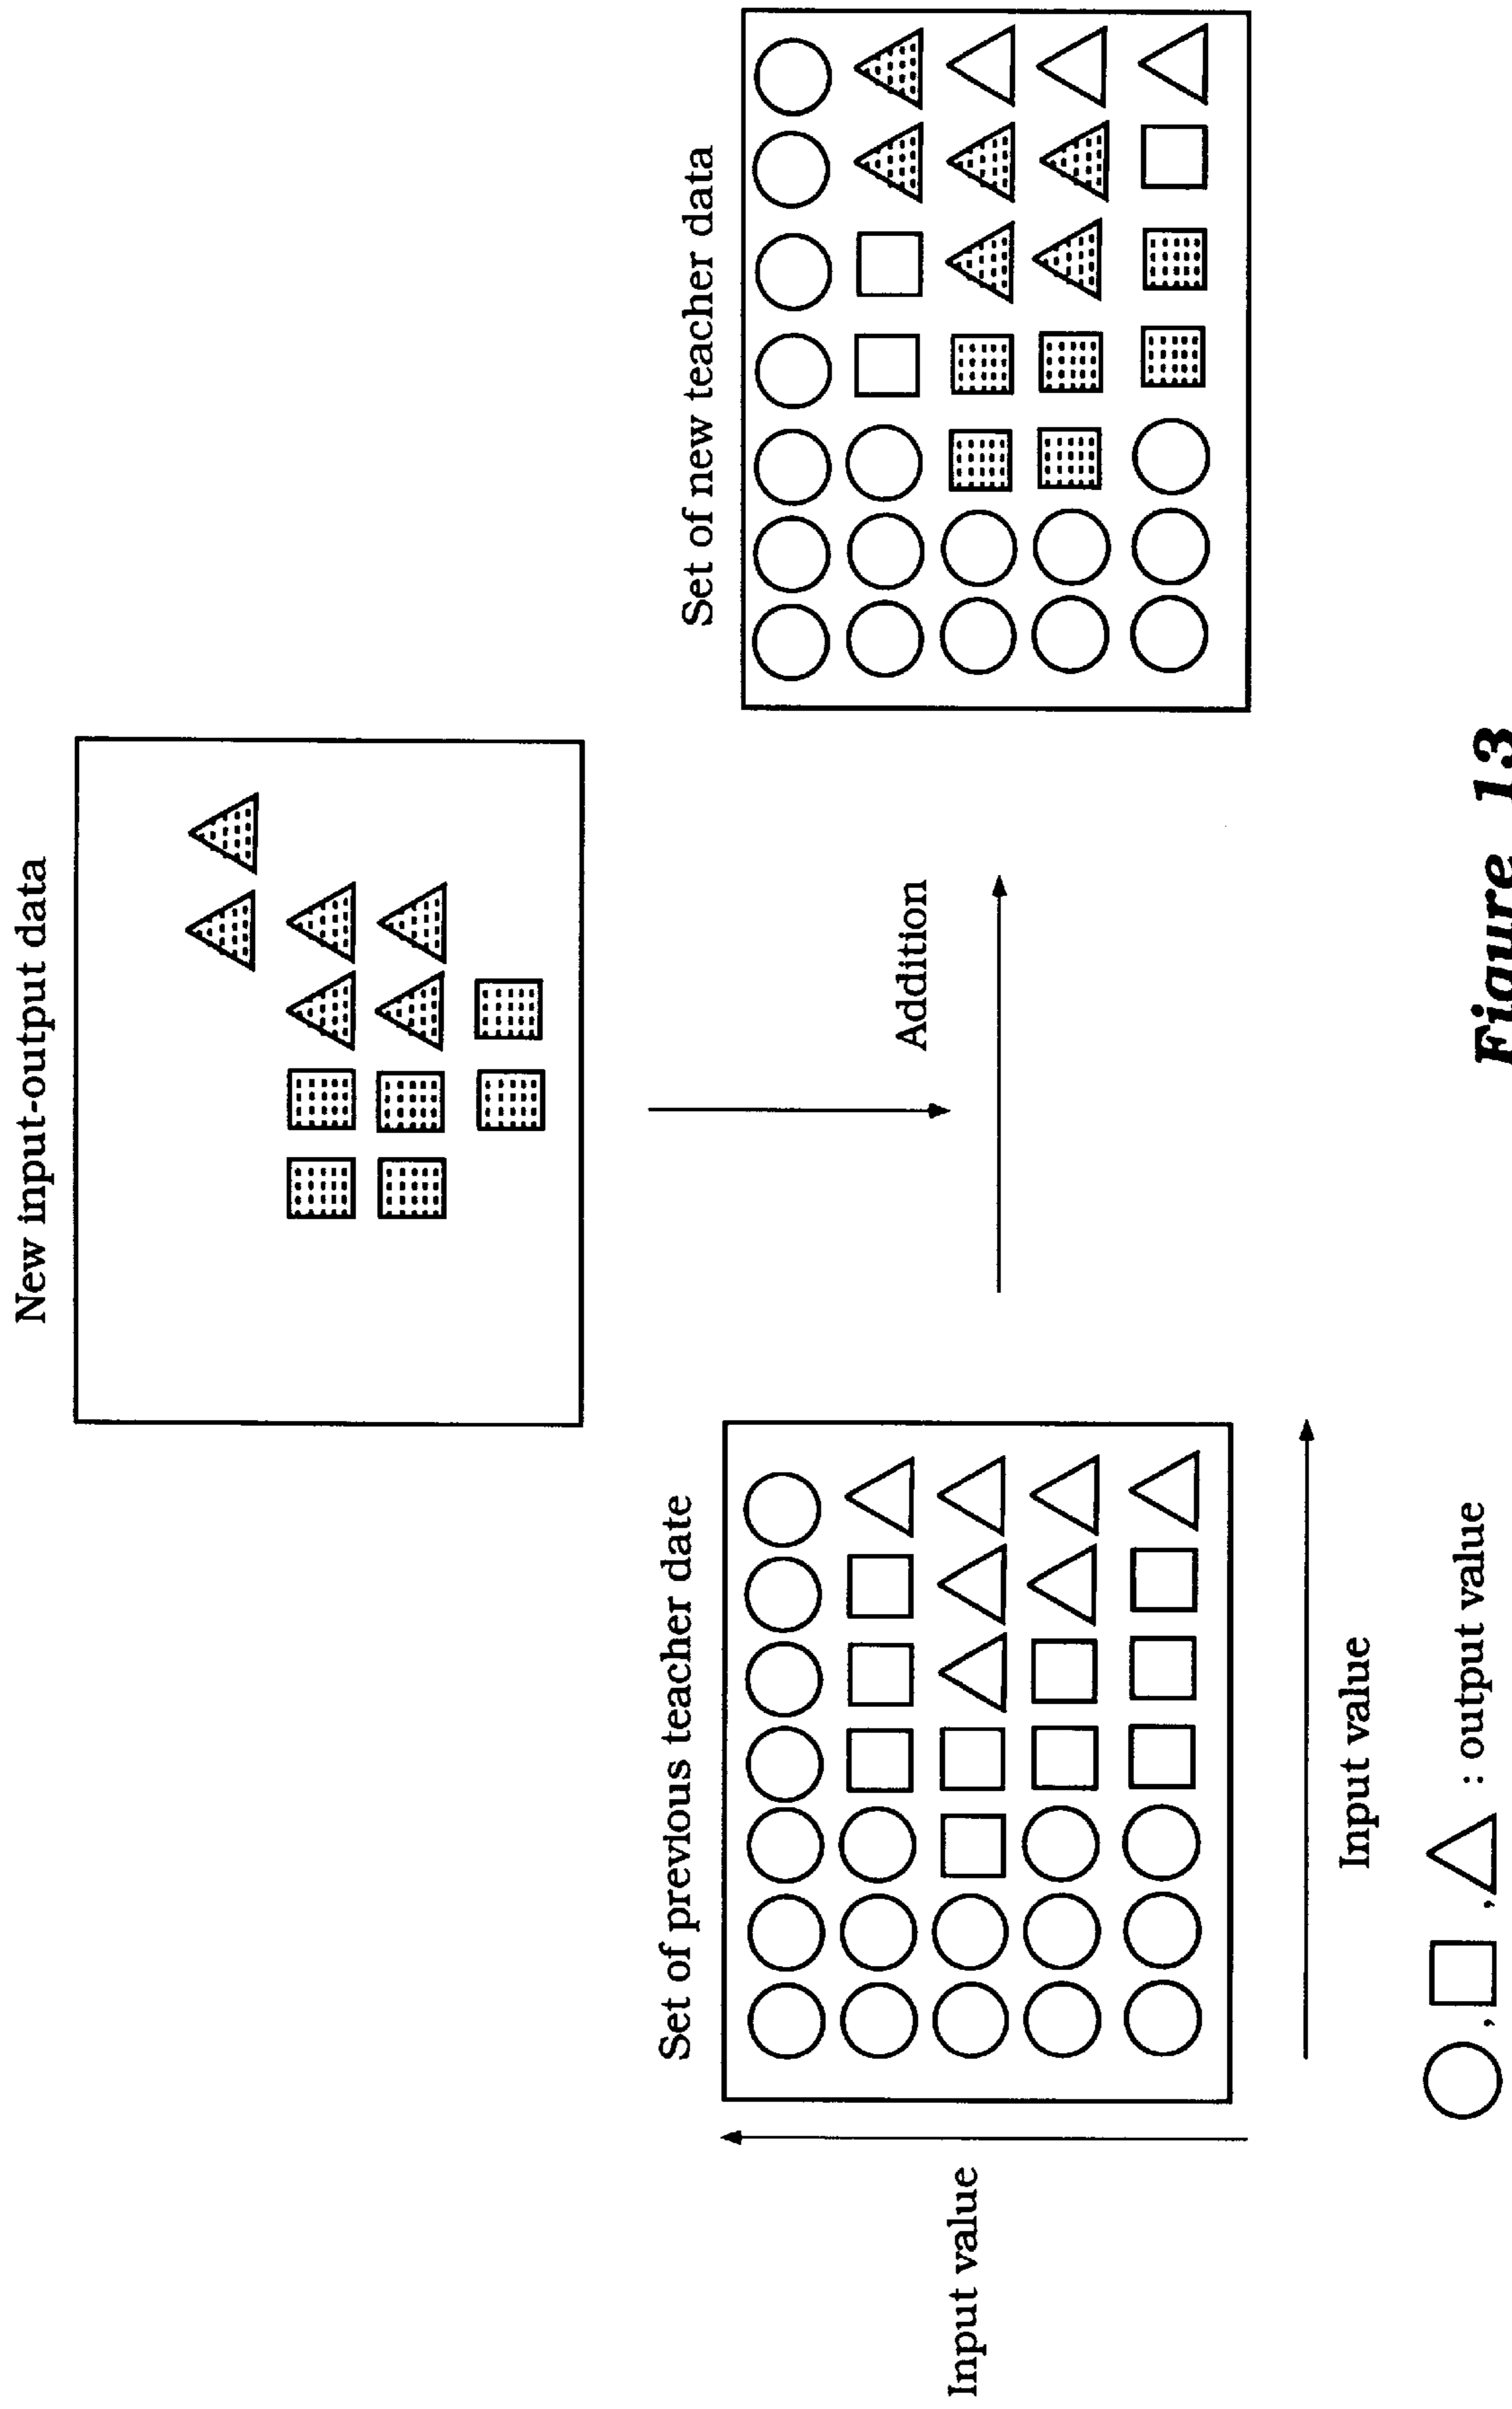 New input-output data
Set of previous teacher date
Set of new teacher data
Addition
Input value
Input value
, , : output value
Figure 13